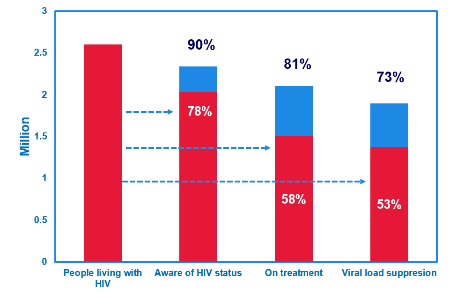 3
2.5
2
1.5
1
0.5
0
Million
90%
81%
73%
78%
58%
53%
People living with
HIV
Aware of HIV status
On treatment
Viral load suppresion